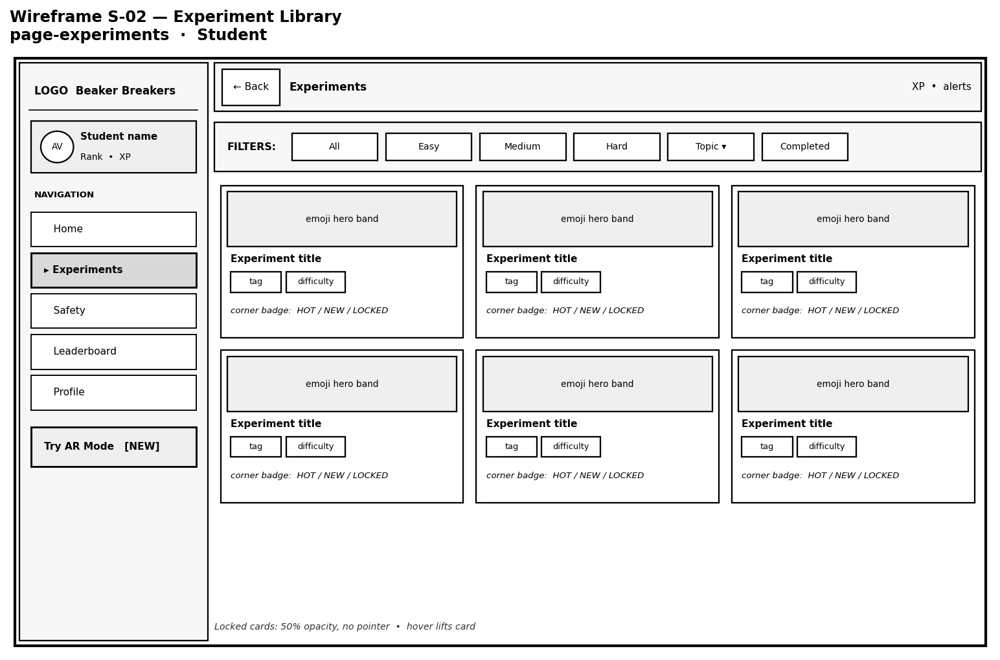 Wireframe S-02 — Experiment Library
page-experiments · Student
LOGO Beaker Breakers
AV
Student name
Rank • XP
NAVIGATION
Home
▸ Experiments
Safety
Leaderboard
Profile
Try AR Mode [NEW]
← Back
Experiments
XP • alerts
FILTERS:
All
Easy
Medium
Hard
Topic ▾
Completed
emoji hero band
Experiment title
tag
difficulty
corner badge: HOT / NEW / LOCKED
emoji hero band
Experiment title
tag
difficulty
corner badge: HOT / NEW / LOCKED
emoji hero band
Experiment title
tag
difficulty
corner badge: HOT / NEW / LOCKED
emoji hero band
Experiment title
tag
difficulty
corner badge: HOT / NEW / LOCKED
emoji hero band
Experiment title
tag
difficulty
corner badge: HOT / NEW / LOCKED
emoji hero band
Experiment title
tag
difficulty
corner badge: HOT / NEW / LOCKED
Locked cards: 50% opacity, no pointer • hover lifts card